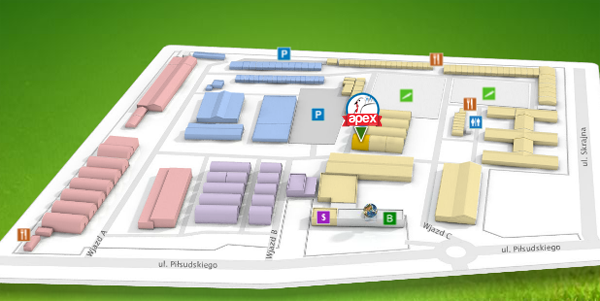 P
P
apex
ul. Skrajna
$
B
Wjazd A
Wjazd B
Wjazd C
ul. Piłsudskiego
ul. Piłsudskiego